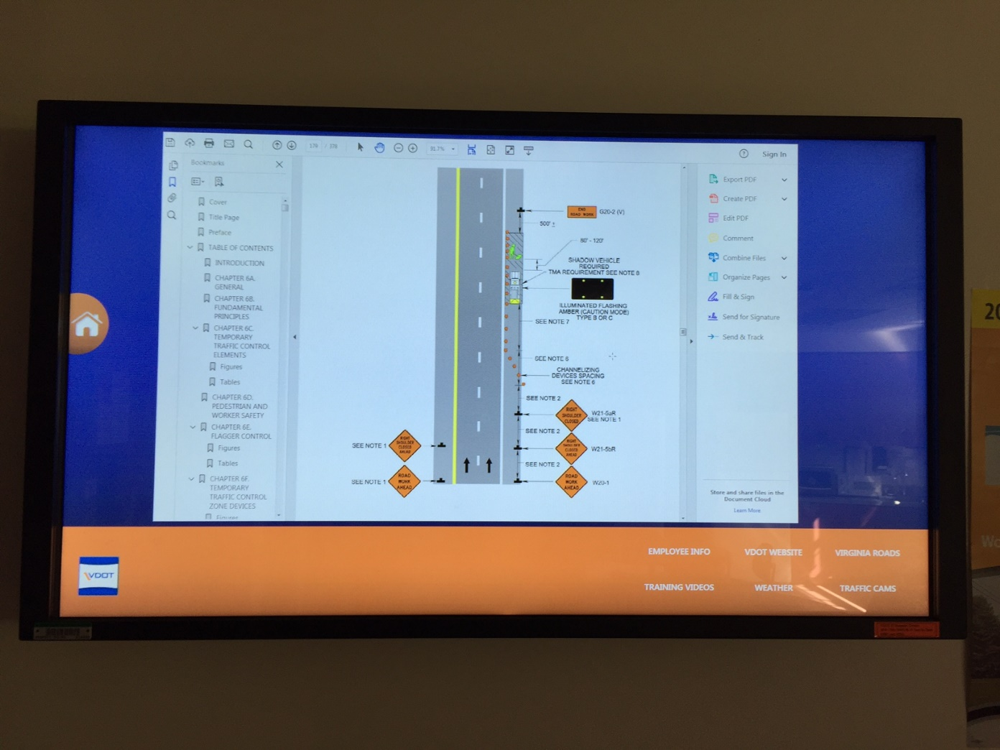 179 / 378
91.7%
Sign In
Bookmarks
Cover
Title Page
Preface
TABLE OF CONTENTS
INTRODUCTION
CHAPTER 6A.
GENERAL
CHAPTER 6B.
FUNDAMENTAL
PRINCIPLES
CHAPTER 6C.
TEMPORARY
TRAFFIC CONTROL
ELEMENTS
Figures
Tables
CHAPTER 6D.
PEDESTRIAN AND
WORKER SAFETY
CHAPTER 6E.
FLAGGER CONTROL
Figures
Tables
CHAPTER 6F.
TEMPORARY
TRAFFIC CONTROL
ZONE DEVICES
Figures
END
ROAD WORK
G20-2 (V)
500' ±
80' - 120'
SHADOW VEHICLE
REQUIRED
TMA REQUIREMENT SEE NOTE 8
ILLUMINATED FLASHING
AMBER (CAUTION MODE)
TYPE B OR C
SEE NOTE 7
SEE NOTE 6
CHANNELIZING
DEVICES SPACING
SEE NOTE 6
SEE NOTE 2
RIGHT
SHOULDER
CLOSED
W21-5aR
SEE NOTE 1
SEE NOTE 2
SEE NOTE 1
RIGHT
SHOULDER
CLOSED
AHEAD
RIGHT
SHOULDER
CLOSED
AHEAD
W21-5bR
SEE NOTE 2
SEE NOTE 1
ROAD
WORK
AHEAD
ROAD
WORK
AHEAD
W20-1
Export PDF
Create PDF
Edit PDF
Comment
Combine Files
Organize Pages
Fill & Sign
Send for Signature
Send & Track
Store and share files in the
Document Cloud
Learn More
VDOT
EMPLOYEE INFO
VDOT WEBSITE
VIRGINIA ROADS
TRAINING VIDEOS
WEATHER
TRAFFIC CAMS
20
Wo